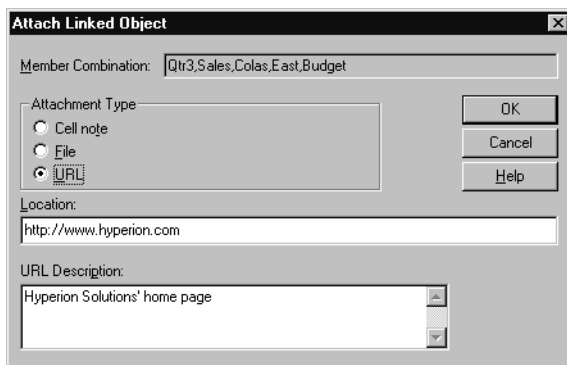 Attach Linked Object
Member Combination: Qtr3,Sales,Colas,East,Budget
Attachment Type
Cell note
File
URL
OK
Cancel
Help
Location:
http://www.hyperion.com
URL Description:
Hyperion Solutions' home page